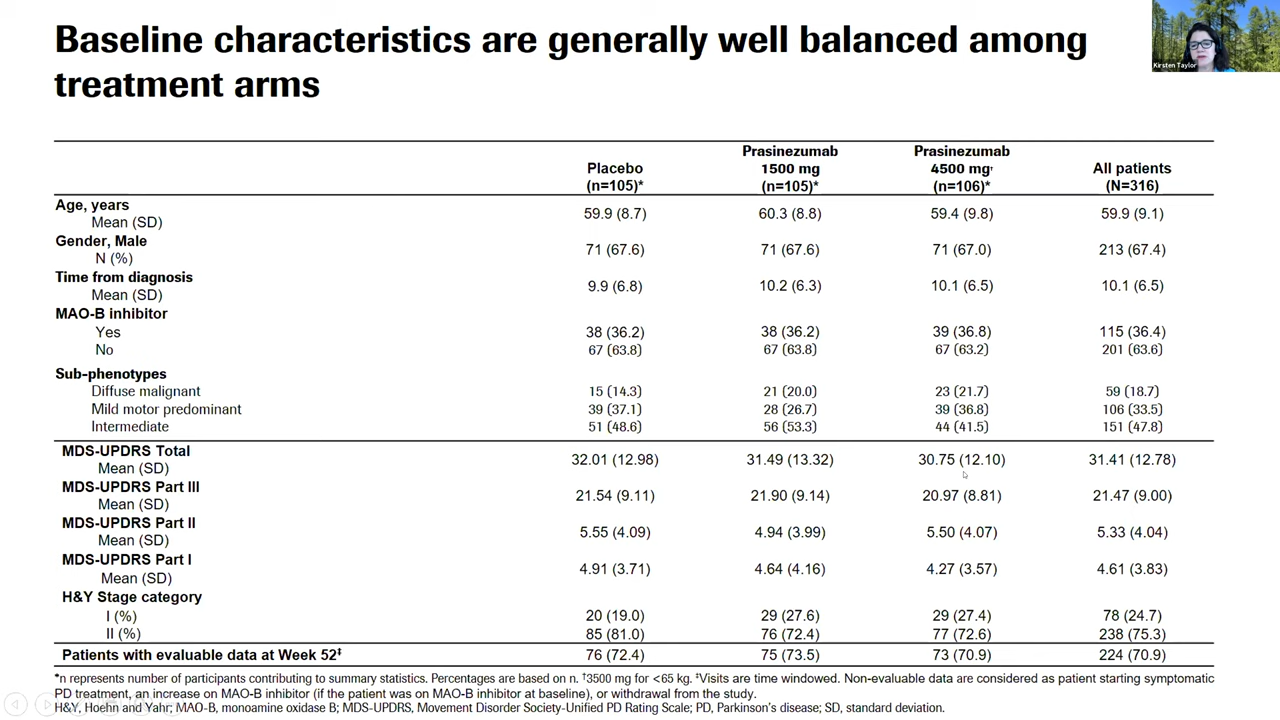 Baseline characteristics are generally well balanced among
treatment arms
Kirsten Taylor
Placebo (n=105)* Prasinezumab 1500 mg (n=105)* Prasinezumab 4500 mg† (n=106)* All patients (N=316)
Age, years
Mean (SD) 59.9 (8.7) 60.3 (8.8) 59.4 (9.8) 59.9 (9.1)
Gender, Male
N (%) 71 (67.6) 71 (67.6) 71 (67.0) 213 (67.4)
Time from diagnosis
Mean (SD) 9.9 (6.8) 10.2 (6.3) 10.1 (6.5) 10.1 (6.5)
MAO-B inhibitor
Yes 38 (36.2) 38 (36.2) 39 (36.8) 115 (36.4)
No 67 (63.8) 67 (63.8) 67 (63.2) 201 (63.6)
Sub-phenotypes
Diffuse malignant 15 (14.3) 21 (20.0) 23 (21.7) 59 (18.7)
Mild motor predominant 39 (37.1) 28 (26.7) 39 (36.8) 106 (33.5)
Intermediate 51 (48.6) 56 (53.3) 44 (41.5) 151 (47.8)
MDS-UPDRS Total
Mean (SD) 32.01 (12.98) 31.49 (13.32) 30.75 (12.10) 31.41 (12.78)
MDS-UPDRS Part III
Mean (SD) 21.54 (9.11) 21.90 (9.14) 20.97 (8.81) 21.47 (9.00)
MDS-UPDRS Part II
Mean (SD) 5.55 (4.09) 4.94 (3.99) 5.50 (4.07) 5.33 (4.04)
MDS-UPDRS Part I
Mean (SD) 4.91 (3.71) 4.64 (4.16) 4.27 (3.57) 4.61 (3.83)
H&Y Stage category
I (%) 20 (19.0) 29 (27.6) 29 (27.4) 78 (24.7)
II (%) 85 (81.0) 76 (72.4) 77 (72.6) 238 (75.3)
Patients with evaluable data at Week 52‡ 76 (72.4) 75 (73.5) 73 (70.9) 224 (70.9)
*n represents number of participants contributing to summary statistics. Percentages are based on n. †3500 mg for <65 kg. ‡Visits are time windowed. Non-evaluable data are considered as patient starting symptomatic
PD treatment, an increase on MAO-B inhibitor (if the patient was on MAO-B inhibitor at baseline), or withdrawal from the study.
H&Y, Hoehn and Yahr; MAO-B, monoamine oxidase B; MDS-UPDRS, Movement Disorder Society-Unified PD Rating Scale; PD, Parkinson's disease; SD, standard deviation.